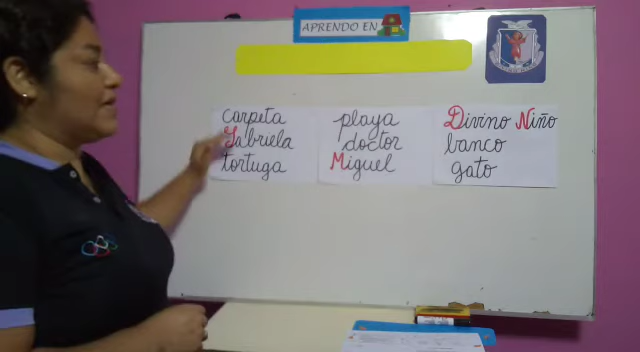 APRENDO EN
carpeta
Gabriela
tortuga
playa
doctor
Miguel
Divino Niño
banco
gato